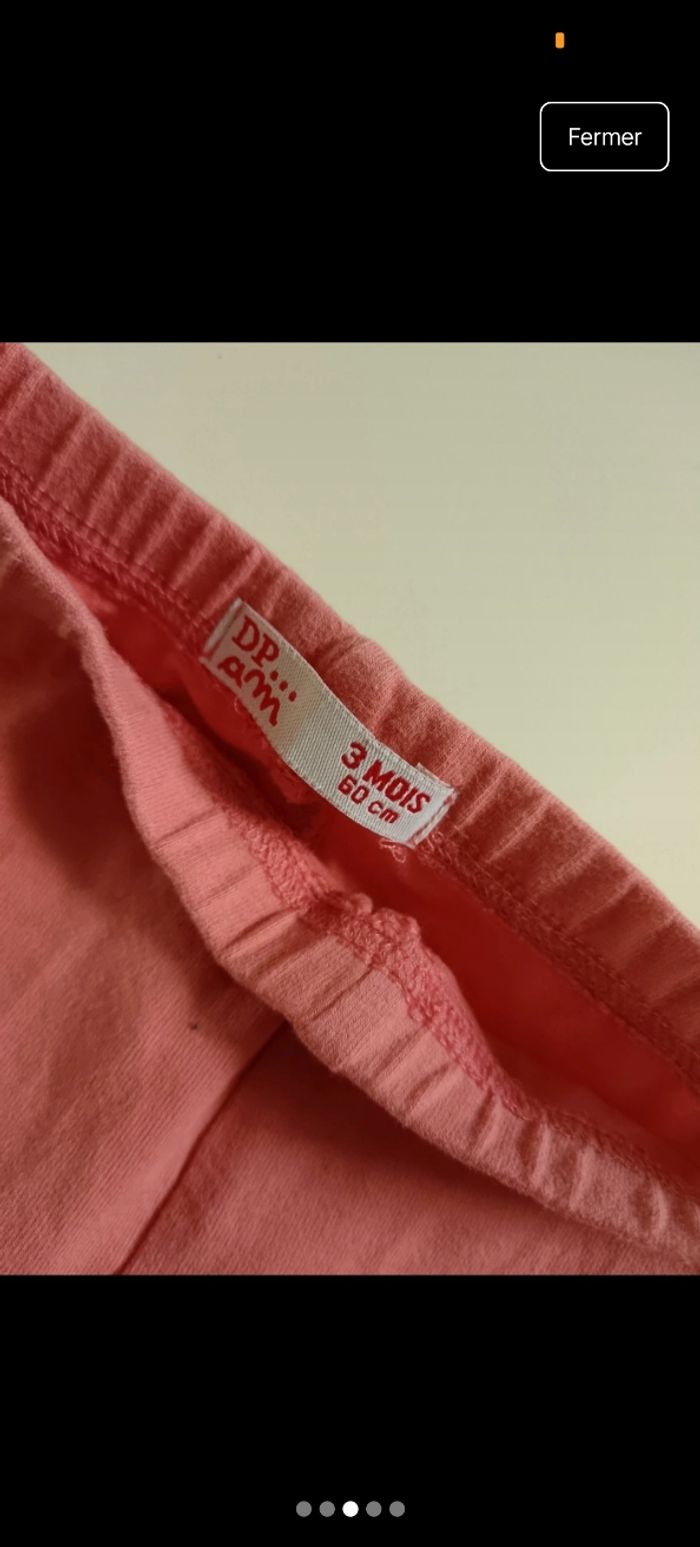 Fermer
DP...
am
3 MOIS
60 cm